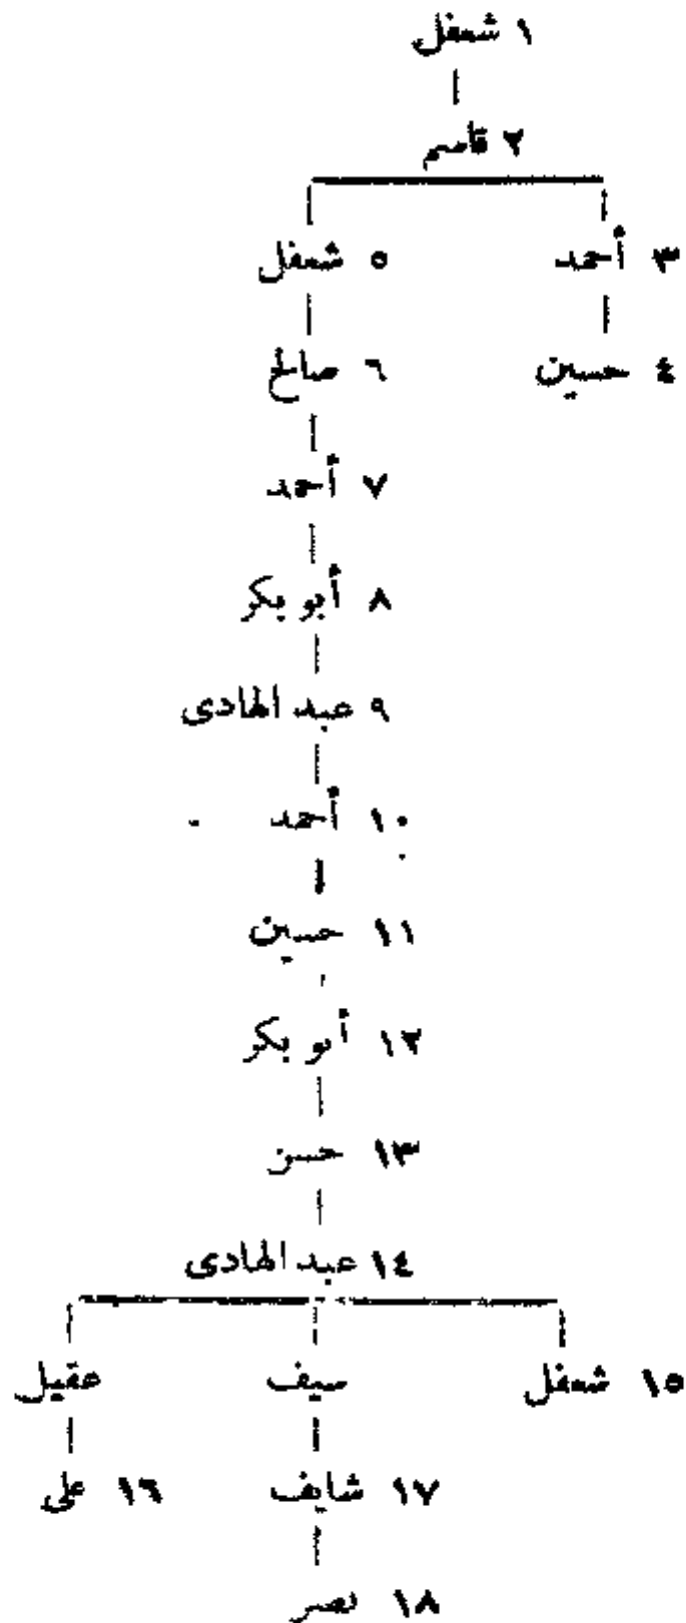 ١ شعفل
٢ قاسم
٣ أحمد ٥ شعفل
٤ حسين ٦ صالح
٧ أحمد
٨ أبو بكر
٩ عبد الهادى
١٠ أحمد
١١ حسين
١٢ أبو بكر
١٣ حسن
١٤ عبد الهادى
١٥ شعفل سيف عقيل
١٧ شايف ١٦ على
١٨ نصر